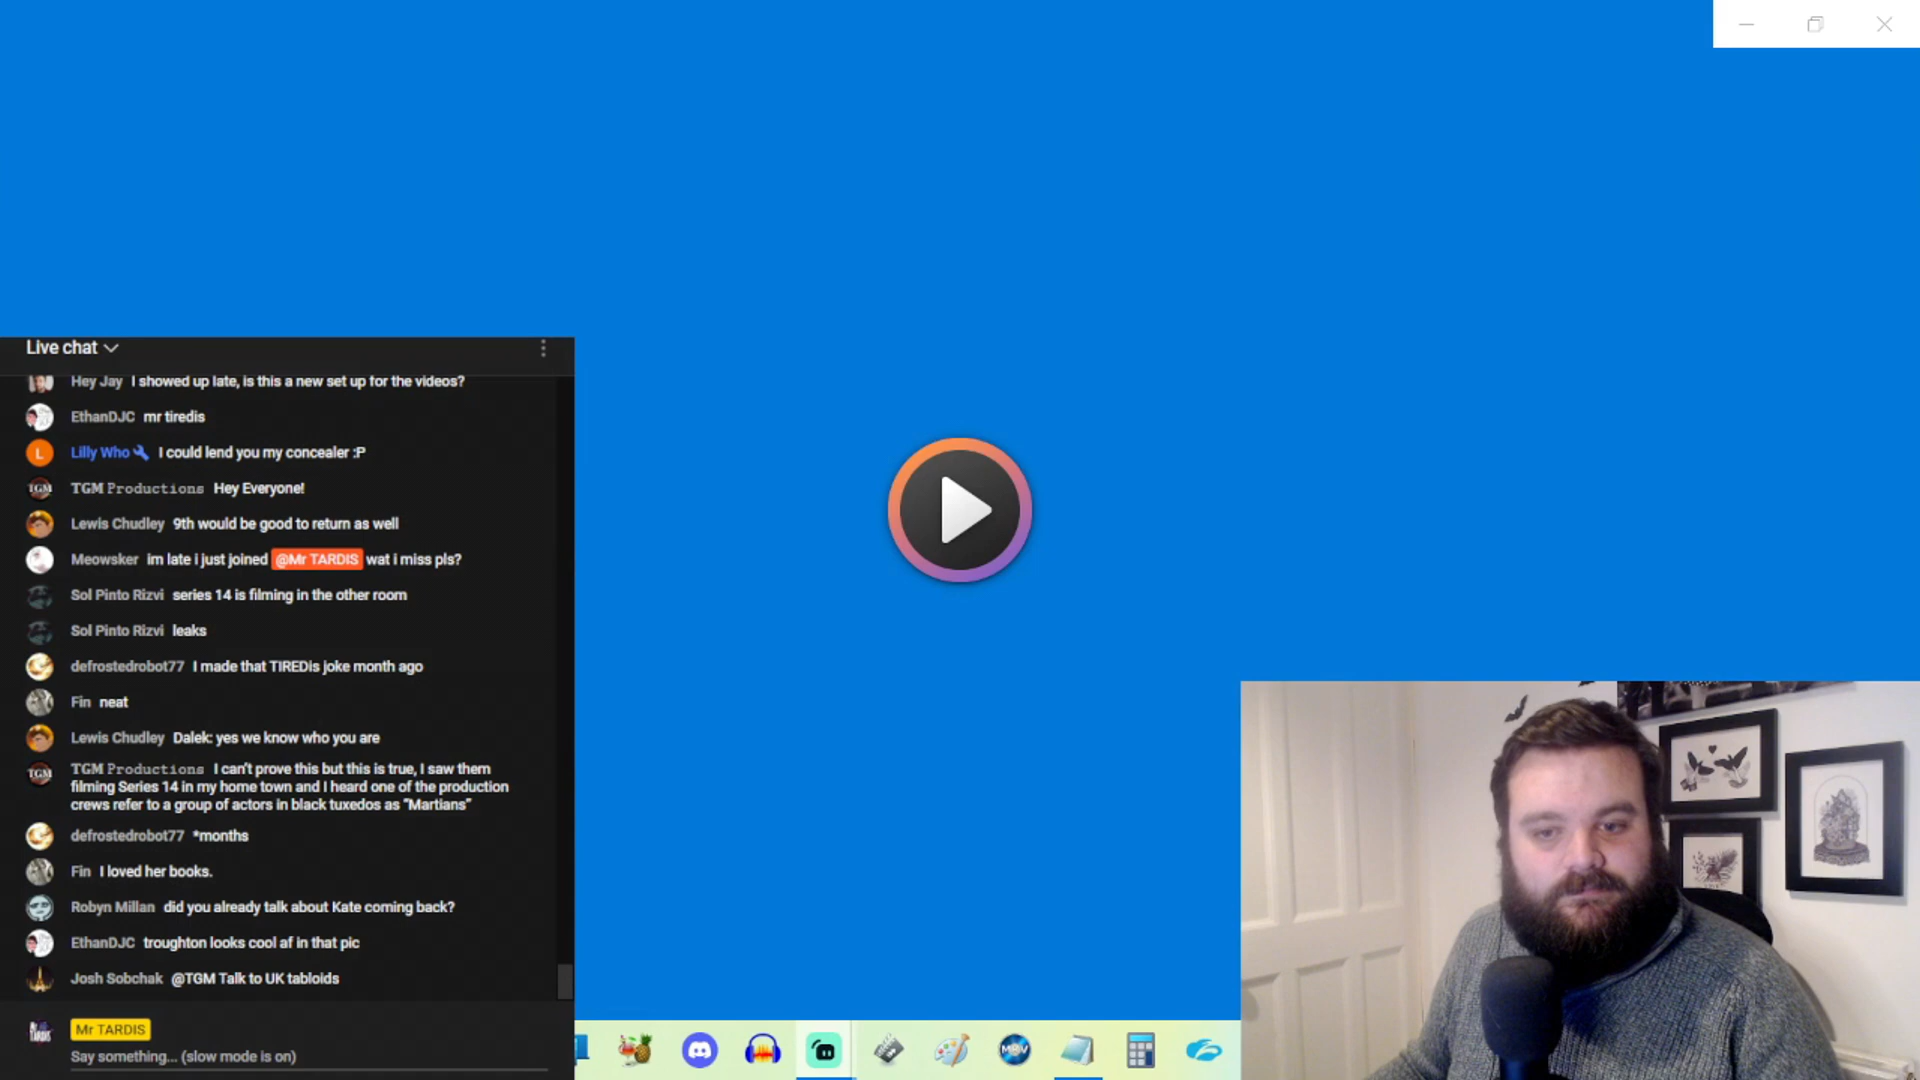 Live chat
Hey Jay I showed up late, is this a new set up for the videos?
EthanDJC mr tiredis
L Lilly Who I could lend you my concealer :P
TGM TGM Productions Hey Everyone!
Lewis Chudley 9th would be good to return as well
Meowsker im late i just joined @Mr TARDIS wat i miss pls?
Sol Pinto Rizvi series 14 is filming in the other room
Sol Pinto Rizvi leaks
defrostedrobot77 I made that TIREDis joke month ago
Fin neat
Lewis Chudley Dalek: yes we know who you are
TGM TGM Productions I can't prove this but this is true, I saw them
filming Series 14 in my home town and I heard one of the production
crews refer to a group of actors in black tuxedos as “Martians”
defrostedrobot77 *months
Fin I loved her books.
Robyn Millan did you already talk about Kate coming back?
EthanDJC troughton looks cool af in that pic
Josh Sobchak @TGM Talk to UK tabloids
Mr TARDIS
Say something... (slow mode is on)
MPV